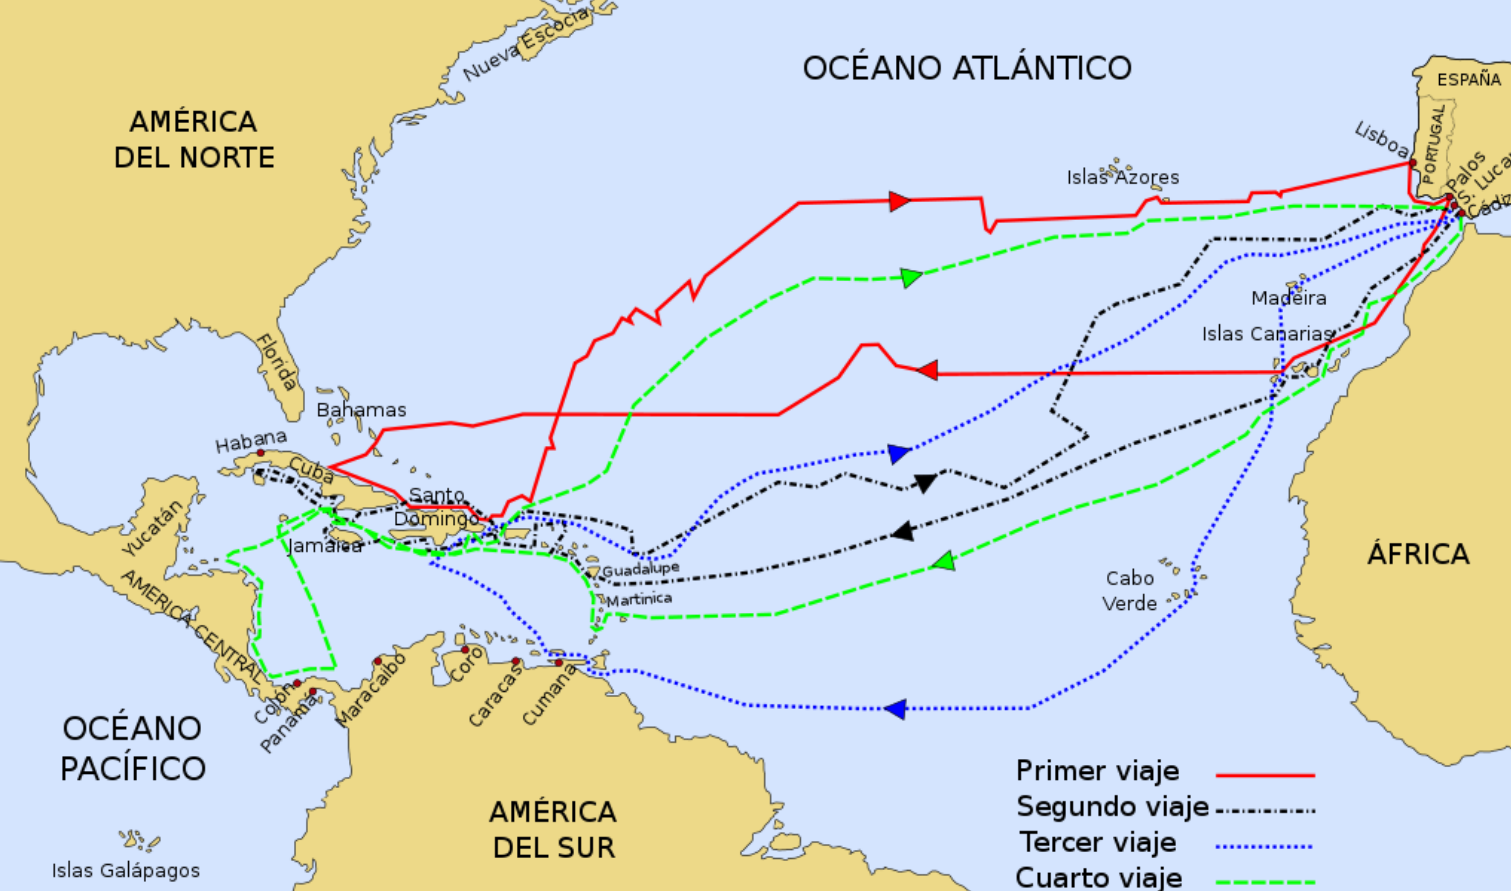 Nueva Escocia
OCÉANO ATLÁNTICO
ESPAÑA
AMÉRICA
DEL NORTE
PORTUGAL
Lisboa
Palos
Islas Azores
Cádiz
Madeira
Islas Canarias
Florida
Bahamas
Habana
Cuba
Santo
Domingo
Yucatán
Jamaica
ÁFRICA
Guadalupe
Martinica
Cabo
Verde
AMÉRICA CENTRAL
Colón
Panamá
Maracaibo
Coro
Caracas
Cumana
OCÉANO
PACÍFICO
Primer viaje
Segundo viaje
Tercer viaje
Cuarto viaje
AMÉRICA
DEL SUR
Islas Galápagos